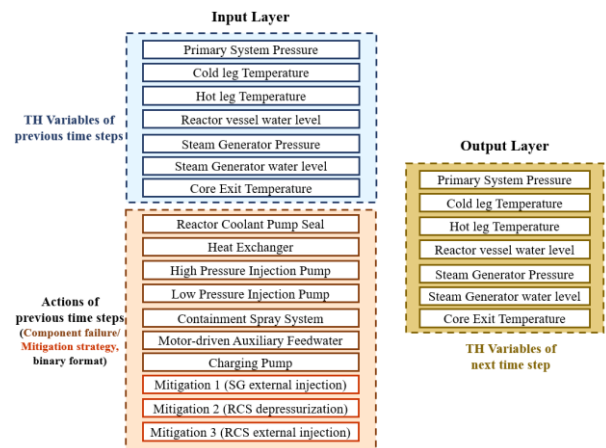 Input Layer
Primary System Pressure
Cold leg Temperature
Hot leg Temperature
Reactor vessel water level
Steam Generator Pressure
Steam Generator water level
Core Exit Temperature
TH Variables of
previous time steps
Reactor Coolant Pump Seal
Heat Exchanger
High Pressure Injection Pump
Low Pressure Injection Pump
Containment Spray System
Motor-driven Auxiliary Feedwater
Charging Pump
Mitigation 1 (SG external injection)
Mitigation 2 (RCS depressurization)
Mitigation 3 (RCS external injection)
Actions of
previous time steps
(Component failure/
Mitigation strategy,
binary format)
Output Layer
Primary System Pressure
Cold leg Temperature
Hot leg Temperature
Reactor vessel water level
Steam Generator Pressure
Steam Generator water level
Core Exit Temperature
TH Variables of
next time step